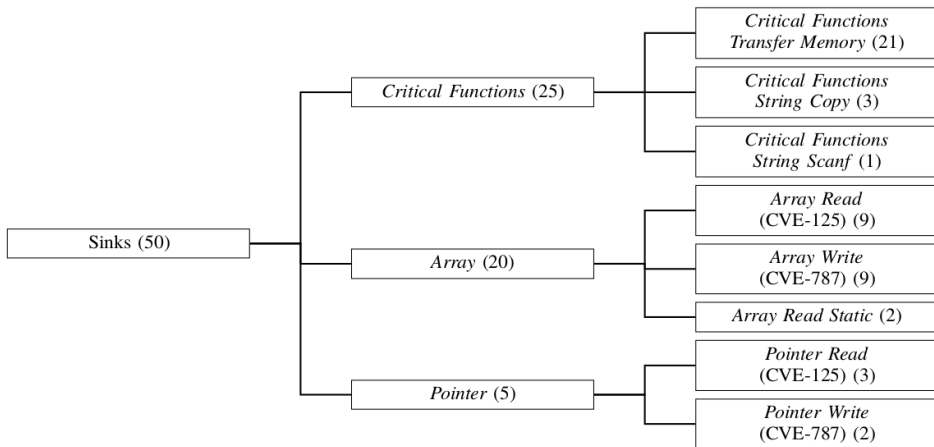 Critical Functions
Transfer Memory (21)
Critical Functions (25)
Critical Functions
String Copy (3)
Critical Functions
String Scanf (1)
Array Read
(CVE-125) (9)
Sinks (50)
Array (20)
Array Write
(CVE-787) (9)
Array Read Static (2)
Pointer Read
(CVE-125) (3)
Pointer (5)
Pointer Write
(CVE-787) (2)